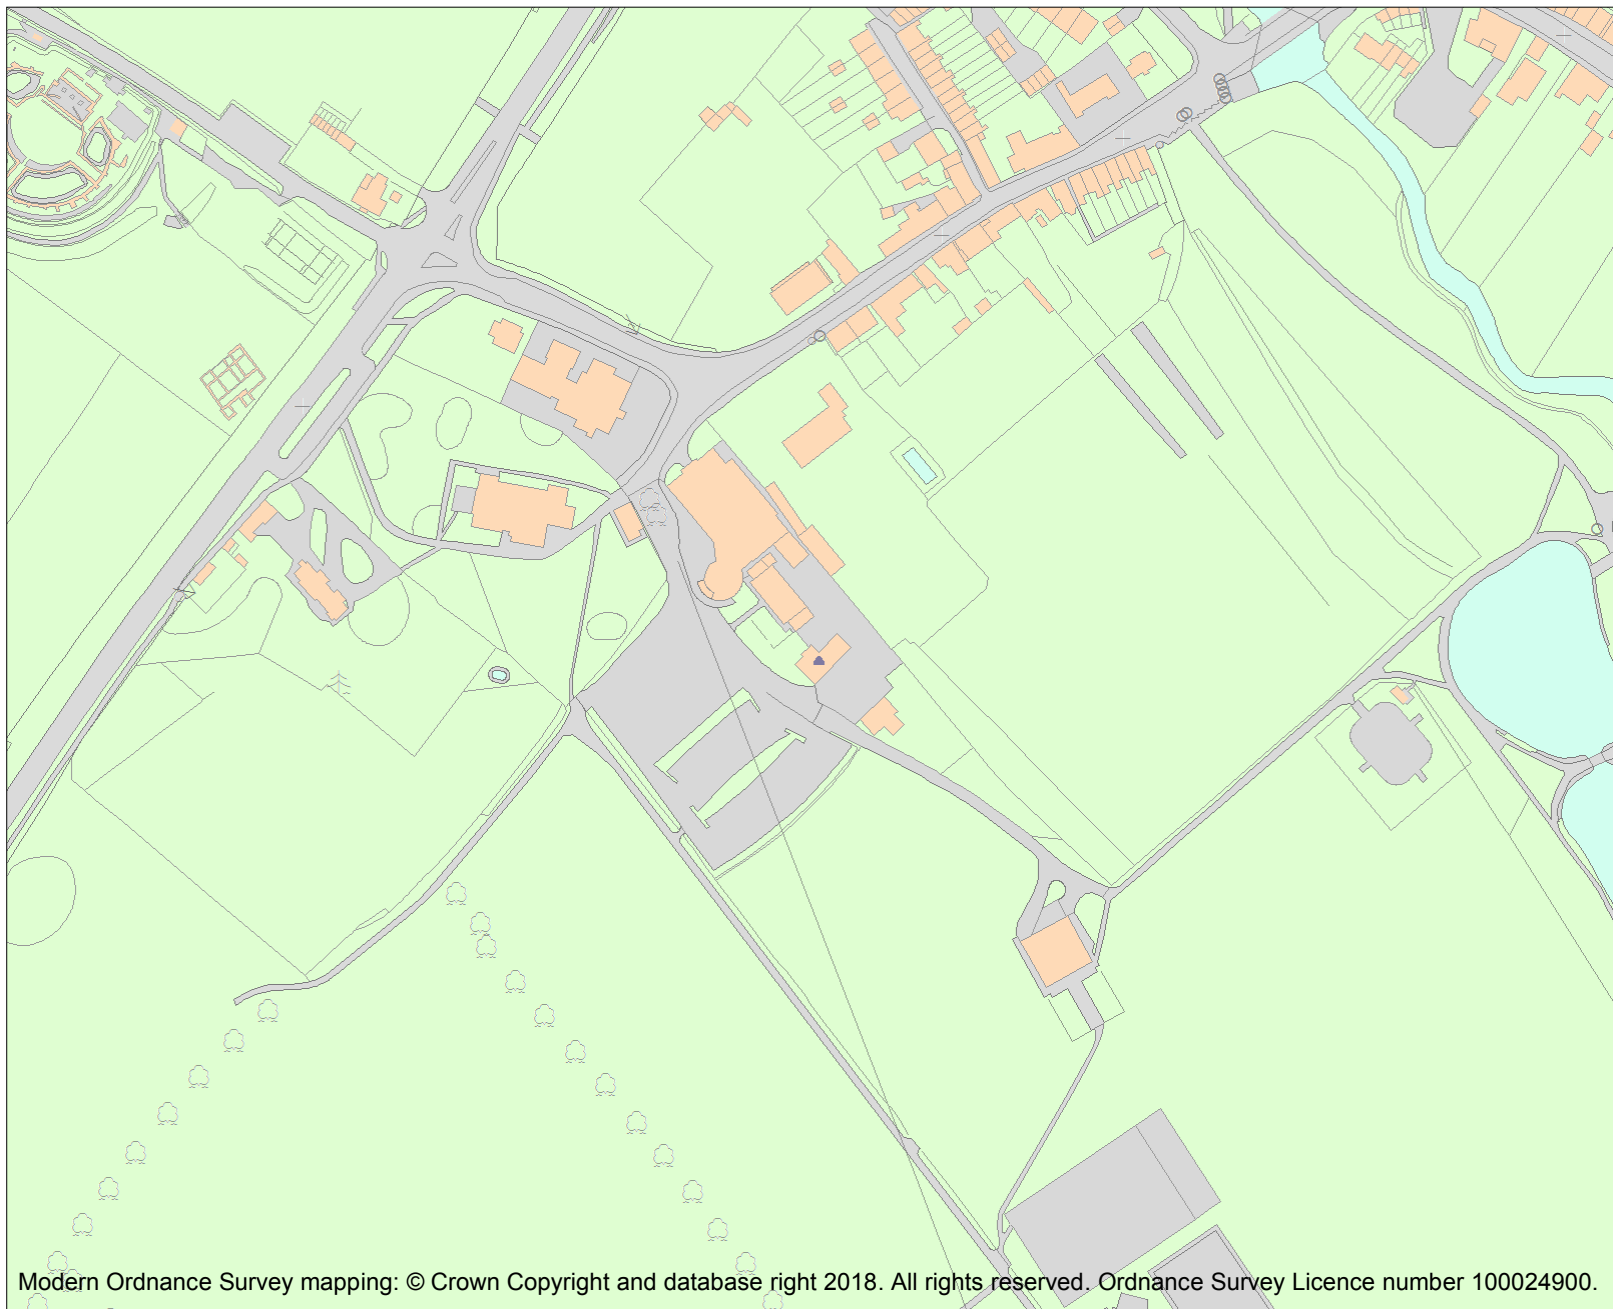 Modern Ordnance Survey mapping: © Crown Copyright and database right 2018. All rights reserved. Ordnance Survey Licence number 100024900.